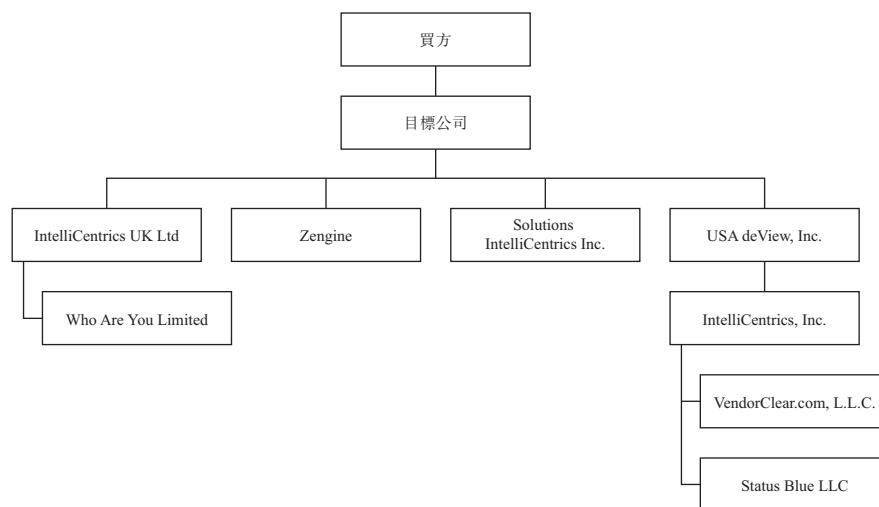 買方
目標公司
IntelliCentrics UK Ltd
Zengine
Solutions
IntelliCentrics Inc.
USA deView, Inc.
Who Are You Limited
IntelliCentrics, Inc.
VendorClear.com, L.L.C.
Status Blue LLC